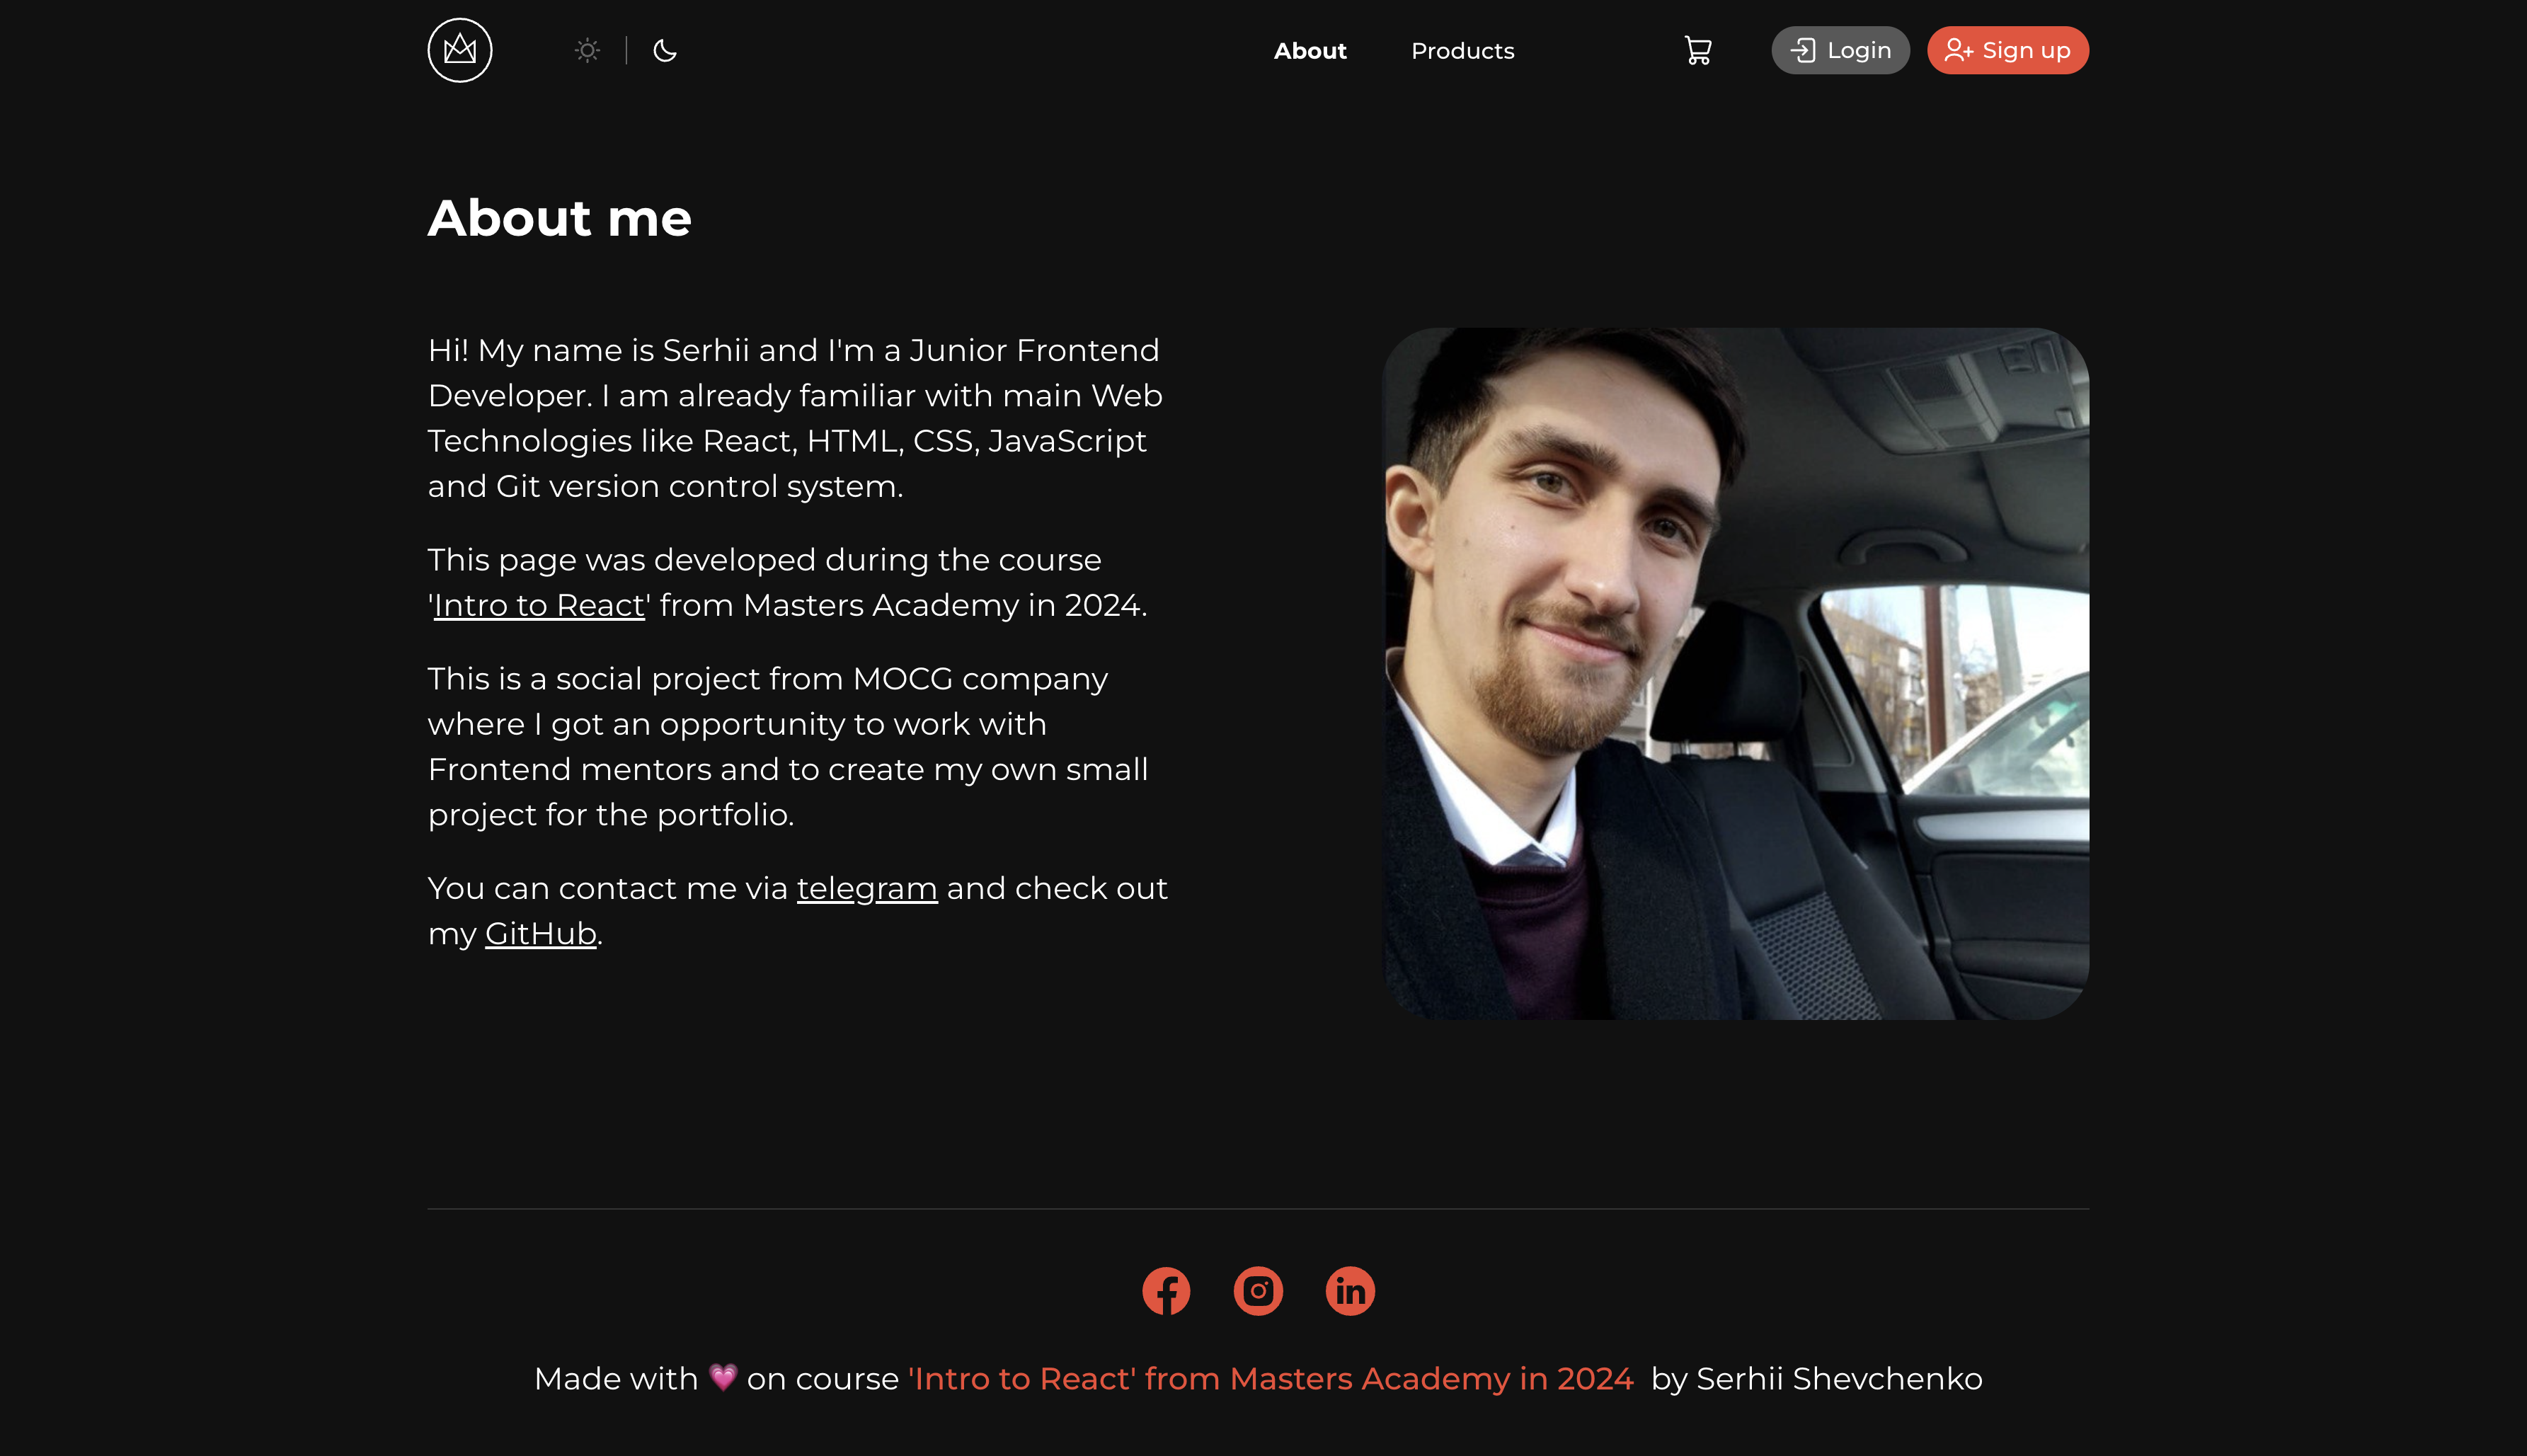 About
Products
Login
Sign up
About me
Hi! My name is Serhii and I'm a Junior Frontend
Developer. I am already familiar with main Web
Technologies like React, HTML, CSS, JavaScript
and Git version control system.
This page was developed during the course
'Intro to React' from Masters Academy in 2024.
This is a social project from MOCG company
where I got an opportunity to work with
Frontend mentors and to create my own small
project for the portfolio.
You can contact me via telegram and check out
my GitHub.
Made with 💗 on course 'Intro to React' from Masters Academy in 2024 by Serhii Shevchenko